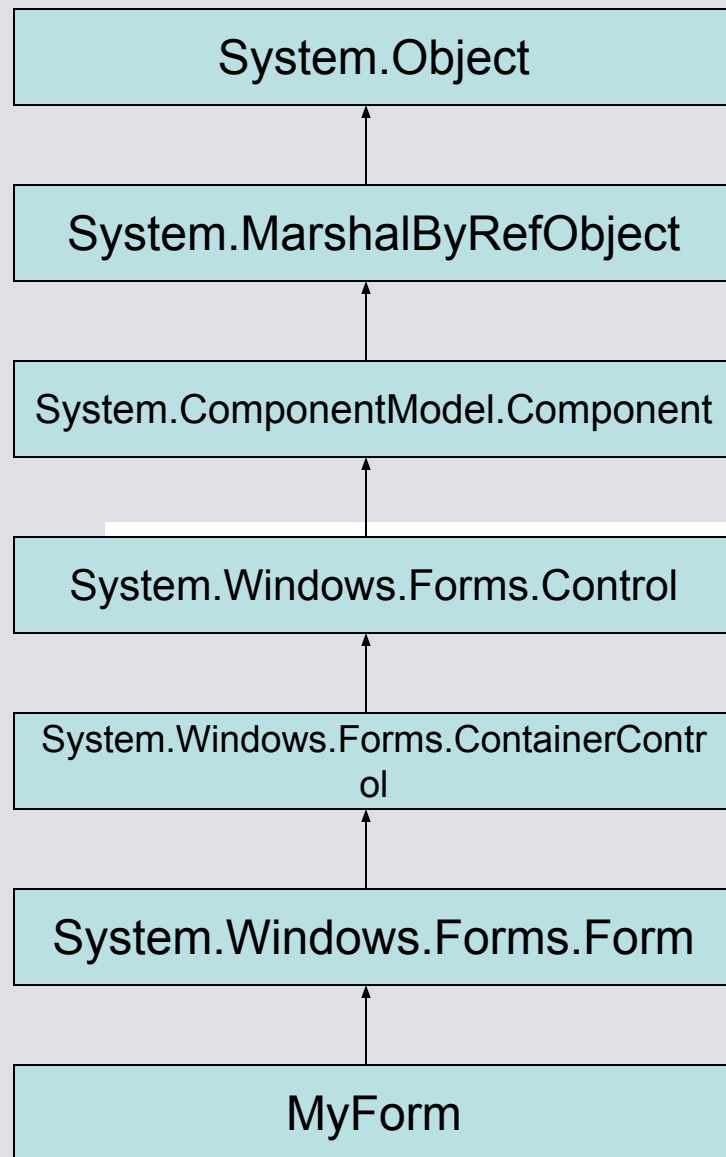 System.Object
System.MarshalByRefObject
System.ComponentModel.Component
System.Windows.Forms.Control
System.Windows.Forms.ContainerContr
ol
System.Windows.Forms.Form
MyForm